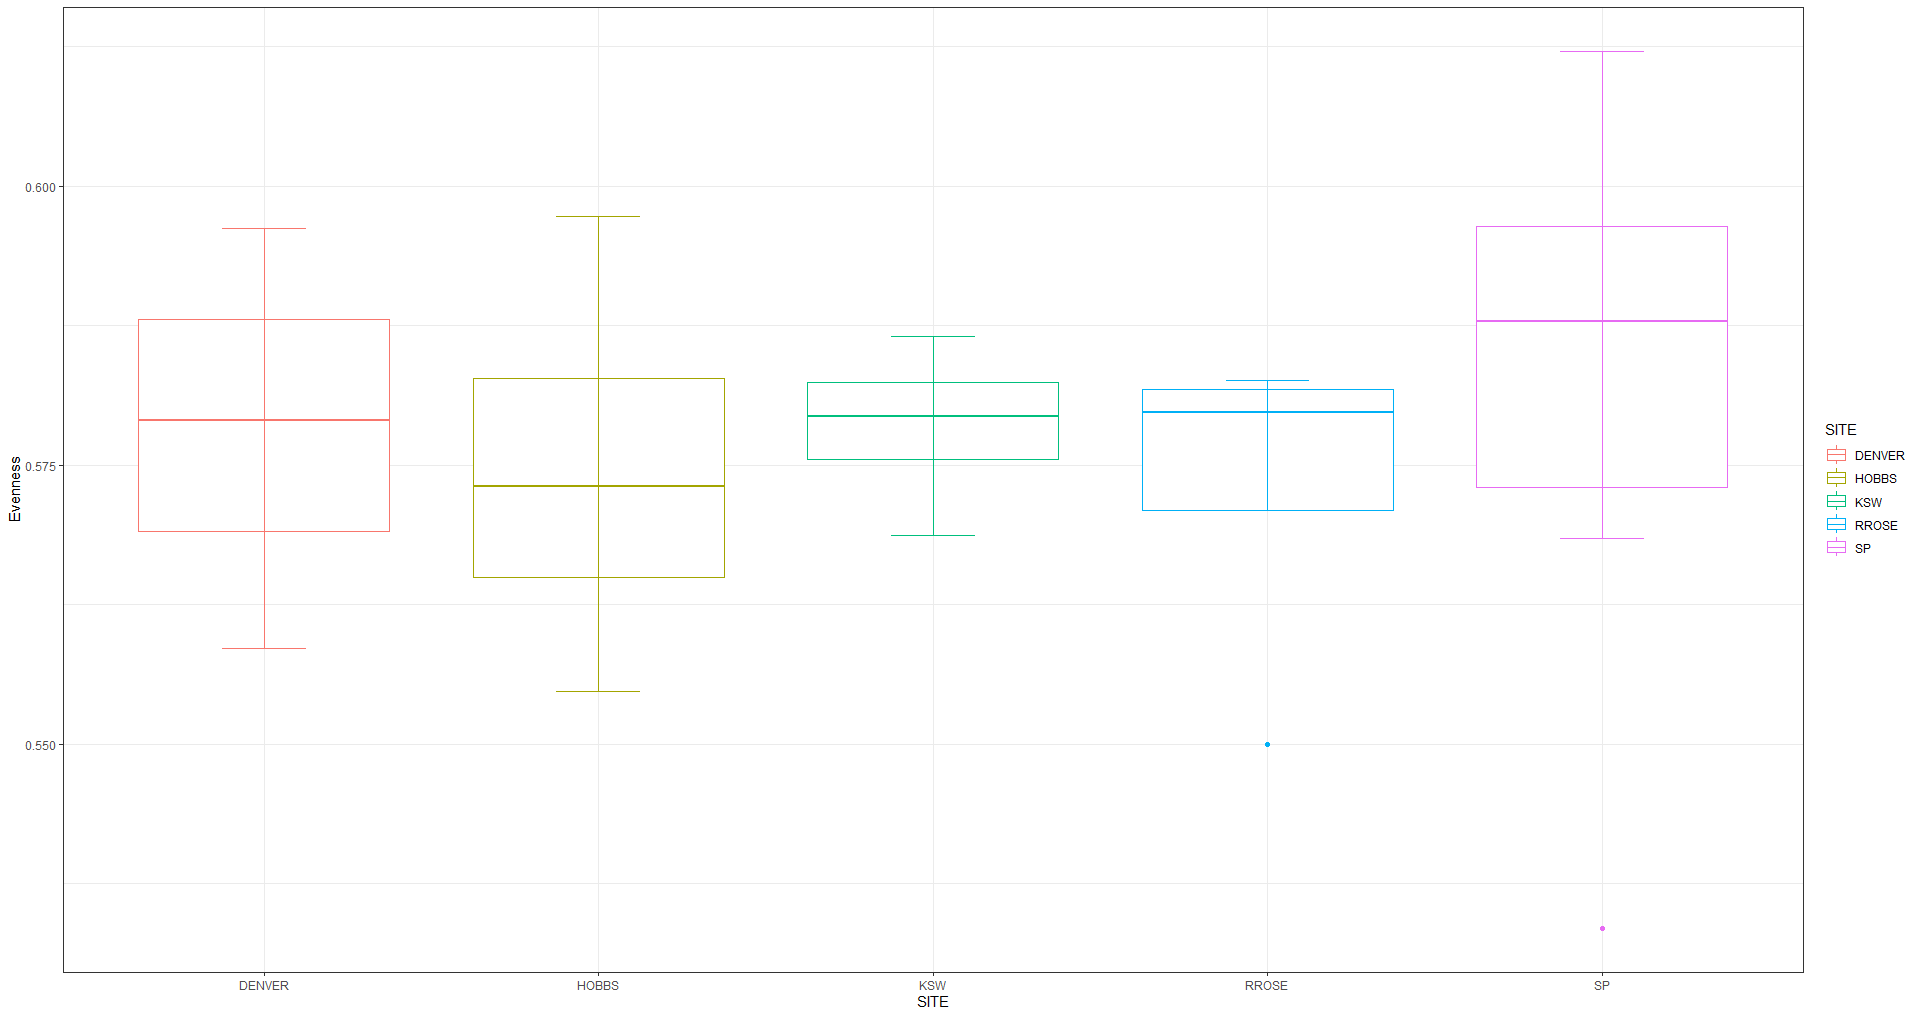 Evenness
0.600
0.575
0.550
DENVER
HOBBS
KSW
RROSE
SP
SITE
SITE
DENVER
HOBBS
KSW
RROSE
SP